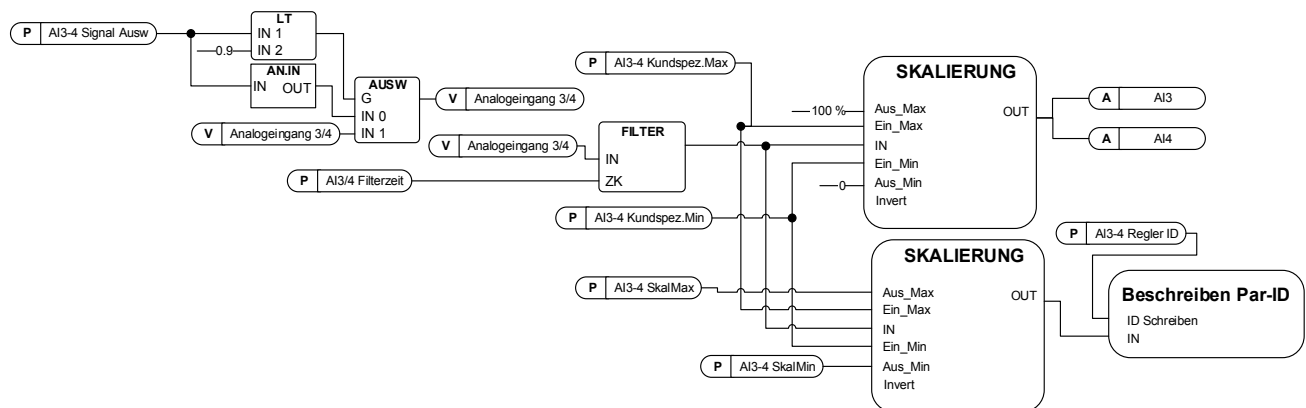 LT
P AI3-4 Signal Ausw
IN 1
0.9
IN 2
AN.IN
IN OUT
AUSW
G
IN 0
IN 1
V Analogeingang 3/4
V Analogeingang 3/4
V Analogeingang 3/4
FILTER
IN
ZK
P AI3/4 Filterzeit
P AI3-4 Kundspez.Max
P AI3-4 Kundspez.Min
SKALIERUNG
100 %
Aus_Max
Ein_Max
IN
Ein_Min
0
Aus_Min
Invert
OUT
A AI3
A AI4
P AI3-4 Regler ID
SKALIERUNG
P AI3-4 SkalMax
Aus_Max
Ein_Max
IN
Ein_Min
P AI3-4 SkalMin
Aus_Min
Invert
OUT
Beschreiben Par-ID
ID Schreiben
IN